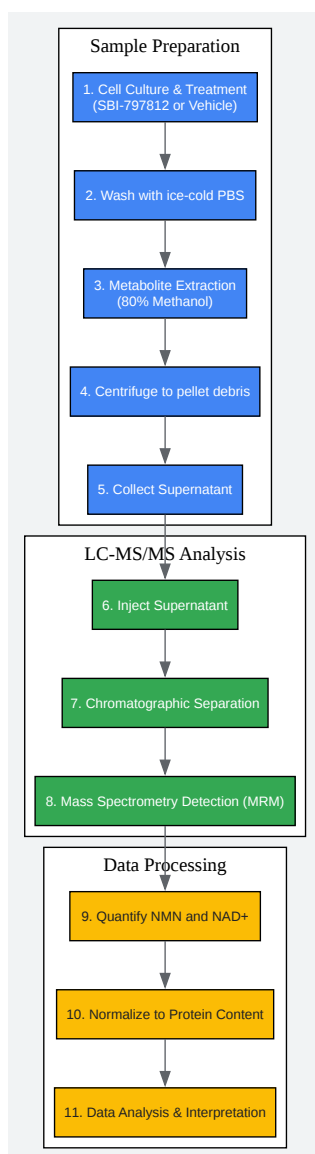 Sample Preparation
1. Cell Culture & Treatment
(SBI-797812 or Vehicle)
2. Wash with ice-cold PBS
3. Metabolite Extraction
(80% Methanol)
4. Centrifuge to pellet debris
5. Collect Supernatant
LC-MS/MS Analysis
6. Inject Supernatant
7. Chromatographic Separation
8. Mass Spectrometry Detection (MRM)
Data Processing
9. Quantify NMN and NAD+
10. Normalize to Protein Content
11. Data Analysis & Interpretation